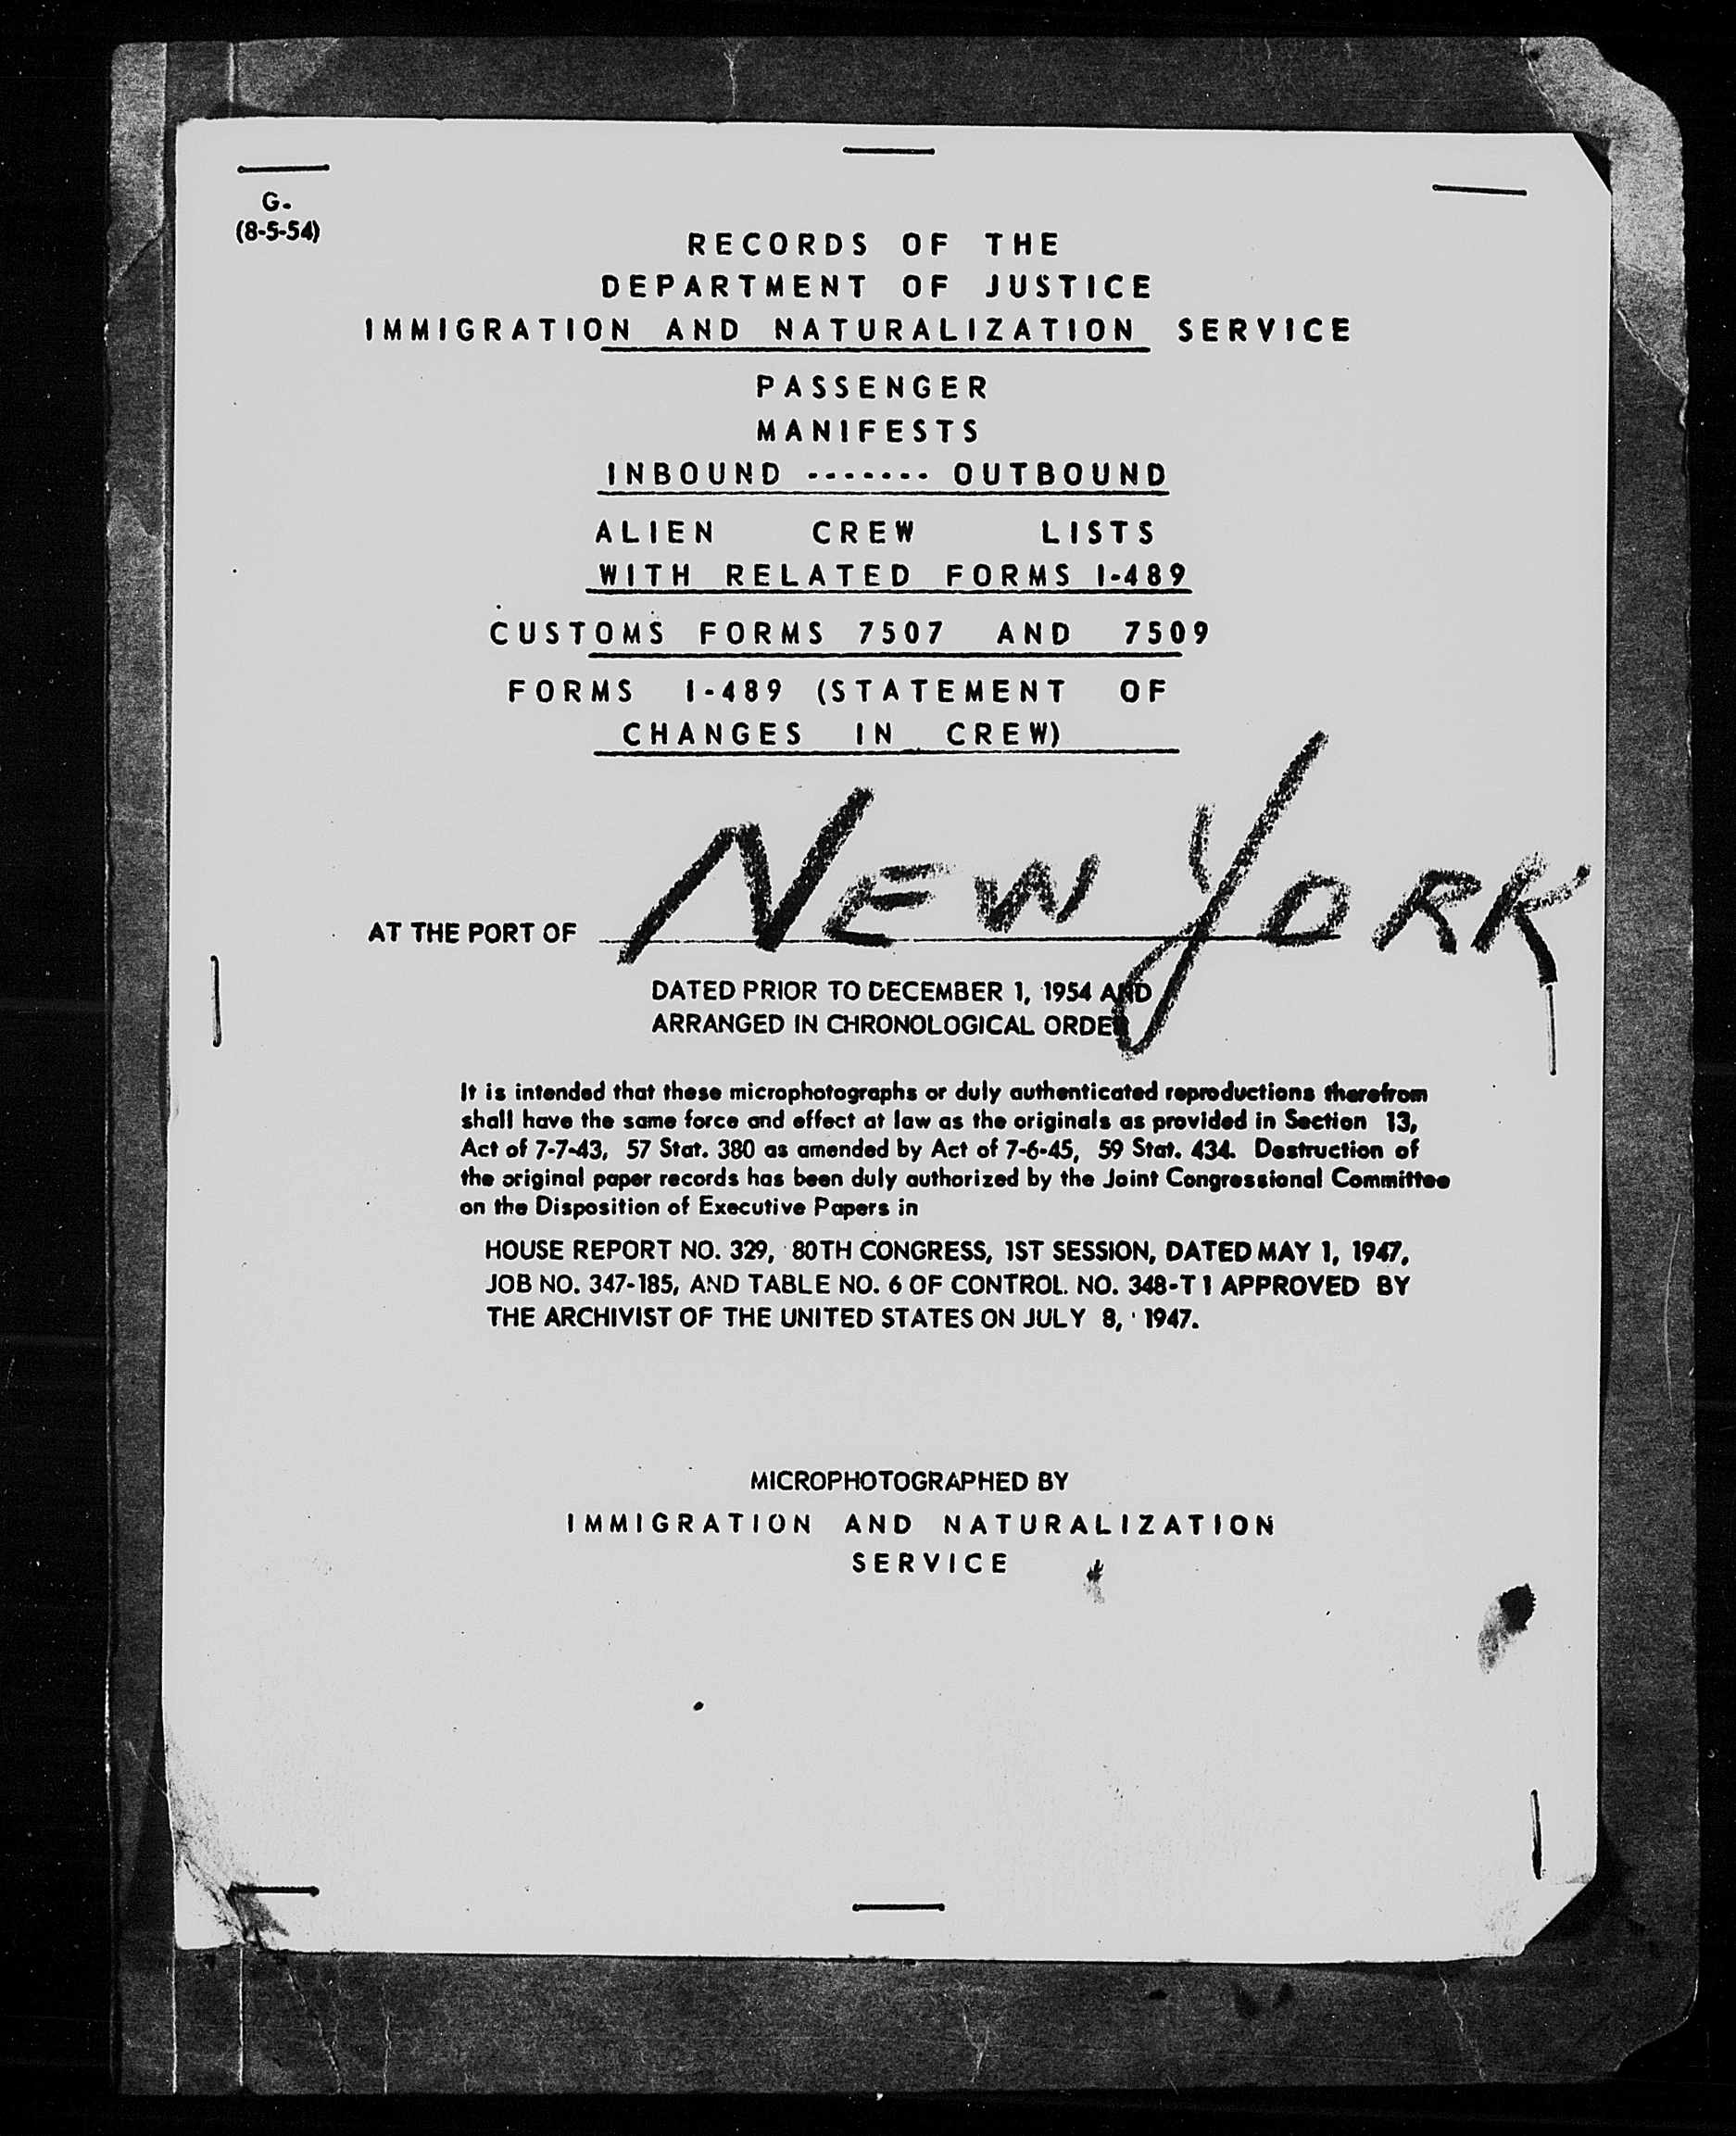 G.
(8-5-54)
RECORDS OF THE
DEPARTMENT OF JUSTICE
IMMIGRATION AND NATURALIZATION SERVICE
PASSENGER
MANIFESTS
INBOUND ------- OUTBOUND
ALIEN CREW LISTS
WITH RELATED FORMS I-489
CUSTOMS FORMS 7507 AND 7509
FORMS I-489 (STATEMENT OF
CHANGES IN CREW)
AT THE PORT OF NEW YORK
DATED PRIOR TO DECEMBER 1, 1954 AND
ARRANGED IN CHRONOLOGICAL ORDER
It is intended that these microphotographs or duly authenticated reproductions therefrom
shall have the same force and effect at law as the originals as provided in Section 13,
Act of 7-7-43, 57 Stat. 380 as amended by Act of 7-6-45, 59 Stat. 434. Destruction of
the original paper records has been duly authorized by the Joint Congressional Committee
on the Disposition of Executive Papers in
HOUSE REPORT NO. 329, 80TH CONGRESS, 1ST SESSION, DATED MAY 1, 1947,
JOB NO. 347-185, AND TABLE NO. 6 OF CONTROL NO. 348-T1 APPROVED BY
THE ARCHIVIST OF THE UNITED STATES ON JULY 8, 1947.
MICROPHOTOGRAPHED BY
IMMIGRATION AND NATURALIZATION
SERVICE